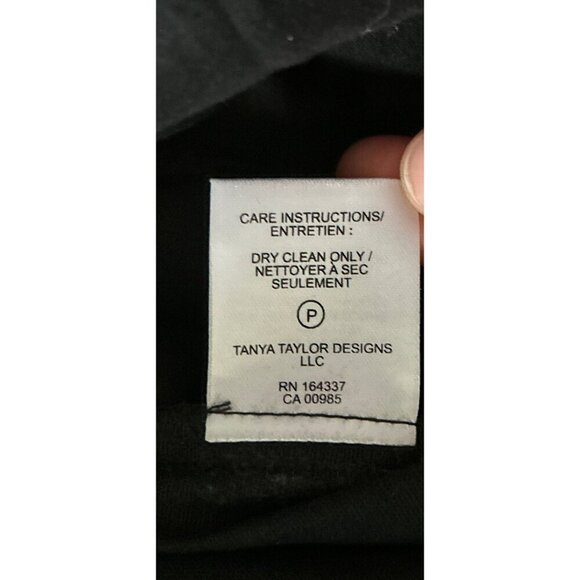 CARE INSTRUCTIONS/
ENTRETIEN :
DRY CLEAN ONLY /
NETTOYER À SEC
SEULEMENT
P
TANYA TAYLOR DESIGNS
LLC
RN 164337
CA 00985